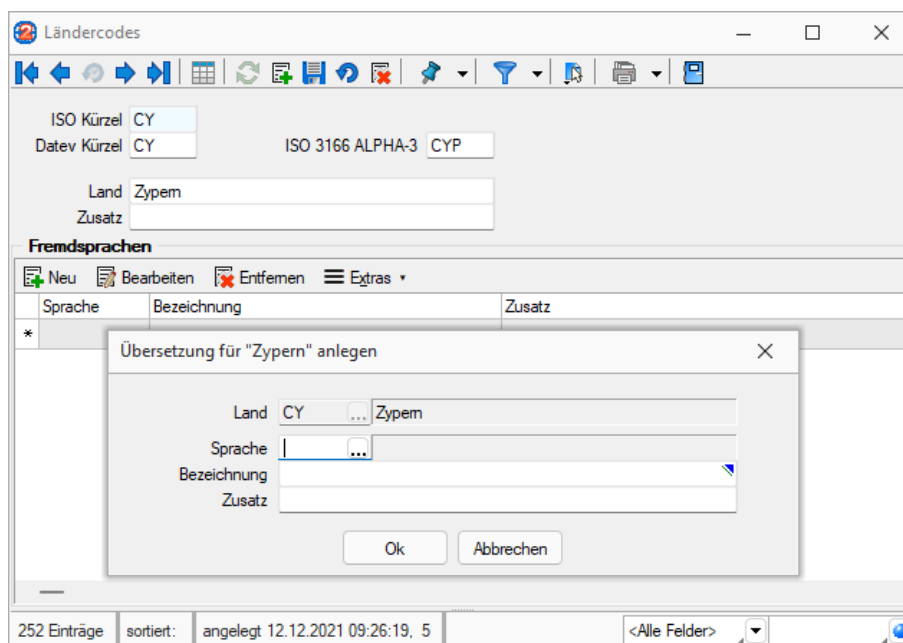 Ländercodes
ISO Kürzel CY
Datev Kürzel CY ISO 3166 ALPHA-3 CYP
Land Zypern
Zusatz
Fremdsprachen
Neu Bearbeiten Entfernen Extras
Sprache Bezeichnung Zusatz
*
Übersetzung für "Zypern" anlegen
Land CY ... Zypern
Sprache ...
Bezeichnung
Zusatz
Ok Abbrechen
252 Einträge sortiert: angelegt 12.12.2021 09:26:19, 5 <Alle Felder>